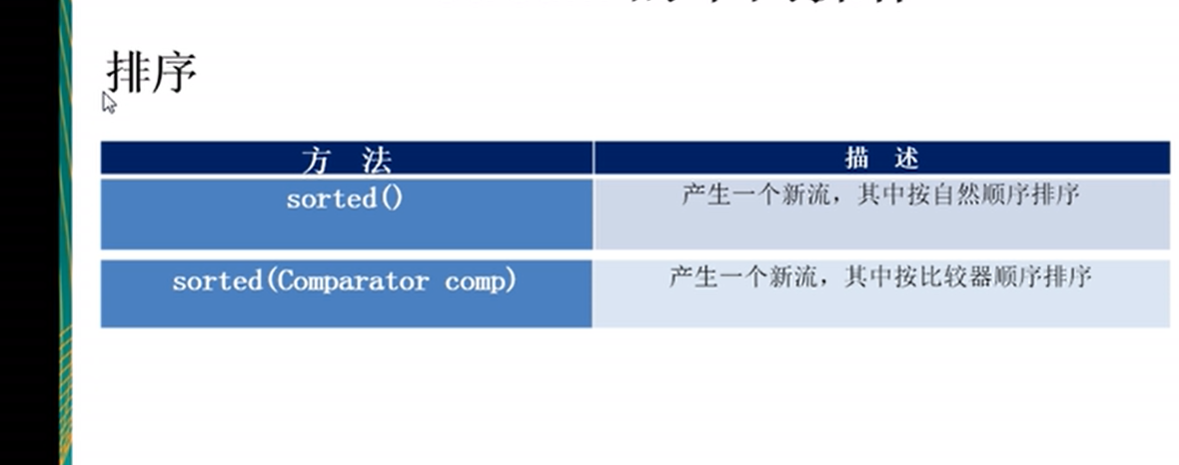 排序
方 法 描 述
sorted() 产生一个新流，其中按自然顺序排序
sorted(Comparator comp) 产生一个新流，其中按比较器顺序排序